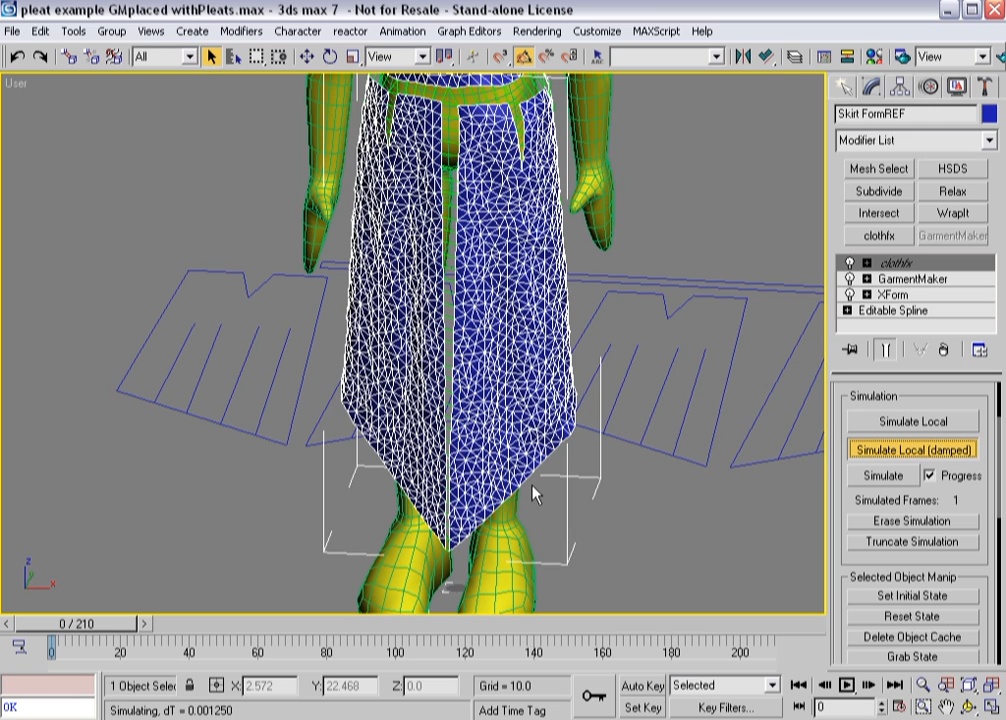 pleat example GMplaced withPleats.max - 3ds max 7 - Not for Resale - Stand-alone License
File Edit Tools Group Views Create Modifiers Character reactor Animation Graph Editors Rendering Customize MAXScript Help
All View View
User
Skirt FormREF
Modifier List
Mesh Select HSDS
Subdivide Relax
Intersect WrapIt
clothfx GarmentMaker
clothfx
GarmentMaker
XForm
Editable Spline
Simulation
Simulate Local
Simulate Local (damped)
Simulate Progress
Simulated Frames: 1
Erase Simulation
Truncate Simulation
Selected Object Manip
Set Initial State
Reset State
Delete Object Cache
Grab State
z
y x
< 0 / 210 >
0 20 40 60 80 100 120 140 160 180 200
1 Object Selec X: 2.572 Y: 22.468 Z: 0.0 Grid = 10.0 Auto Key Selected
OK Simulating, dT = 0.001250 Add Time Tag Set Key Key Filters... 0